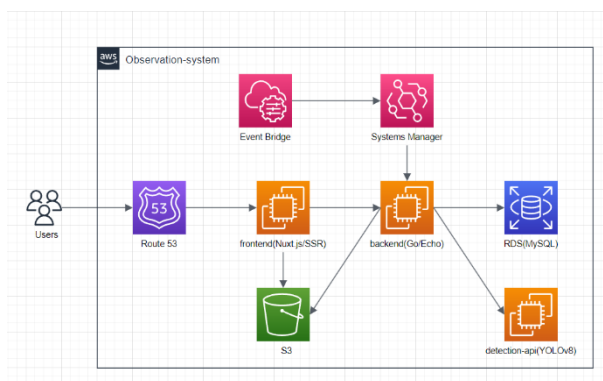 aws
Observation-system
Event Bridge
Systems Manager
53
Users
Route 53
frontend(Nuxt.js/SSR)
backend(Go/Echo)
RDS(MySQL)
S3
detection-api(YOLOv8)